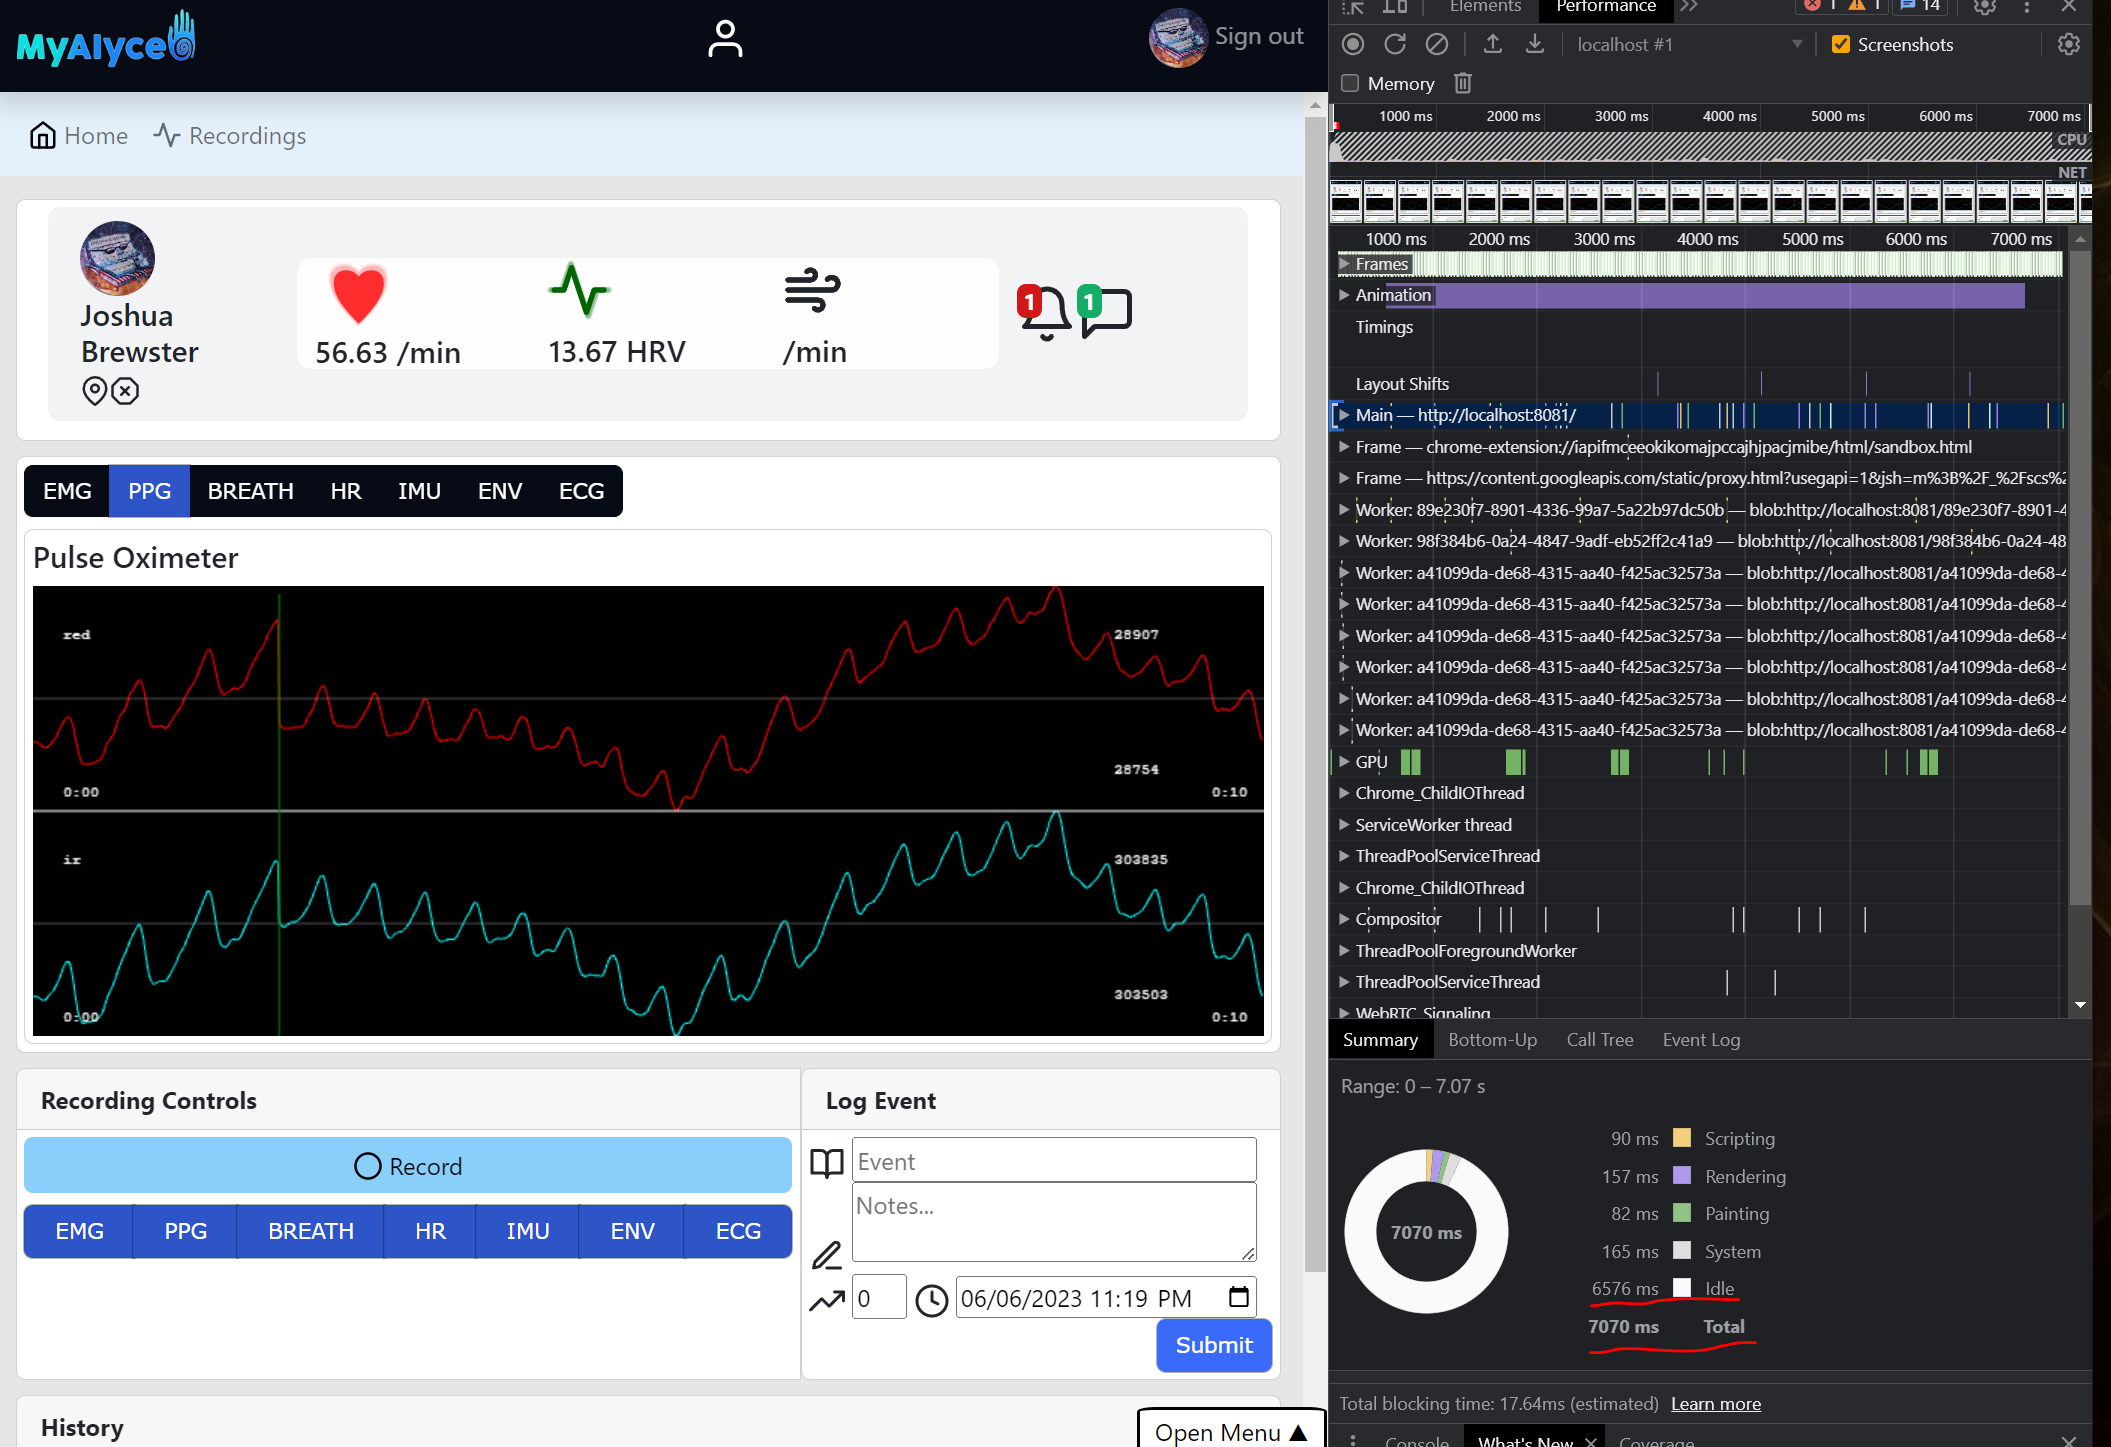 MyAlyce
Sign out
Home
Recordings
Joshua
Brewster
56.63 /min
13.67 HRV
/min
1
1
EMG
PPG
BREATH
HR
IMU
ENV
ECG
Pulse Oximeter
red
28907
28754
0:00
0:10
ir
303835
303503
0:00
0:10
Recording Controls
Record
EMG
PPG
BREATH
HR
IMU
ENV
ECG
Log Event
Event
Notes...
0
06/06/2023 11:19 PM
Submit
History
Open Menu ▲
Elements
Performance
1
1
14
localhost #1
Screenshots
Memory
1000 ms
2000 ms
3000 ms
4000 ms
5000 ms
6000 ms
7000 ms
CPU
NET
1000 ms
2000 ms
3000 ms
4000 ms
5000 ms
6000 ms
7000 ms
Frames
Animation
Timings
Layout Shifts
Main — http://localhost:8081/
Frame — chrome-extension://iapifmceeokikomajpccajhjpacjmibe/html/sandbox.html
Frame — https://content.googleapis.com/static/proxy.html?usegapi=1&jsh=m%3B%2F_%2Fscs%2
Worker: 89e230f7-8901-4336-99a7-5a22b97dc50b — blob:http://localhost:8081/89e230f7-8901-4
Worker: 98f384b6-0a24-4847-9adf-eb52ff2c41a9 — blob:http://localhost:8081/98f384b6-0a24-48
Worker: a41099da-de68-4315-aa40-f425ac32573a — blob:http://localhost:8081/a41099da-de68-4
Worker: a41099da-de68-4315-aa40-f425ac32573a — blob:http://localhost:8081/a41099da-de68-4
Worker: a41099da-de68-4315-aa40-f425ac32573a — blob:http://localhost:8081/a41099da-de68-4
Worker: a41099da-de68-4315-aa40-f425ac32573a — blob:http://localhost:8081/a41099da-de68-4
Worker: a41099da-de68-4315-aa40-f425ac32573a — blob:http://localhost:8081/a41099da-de68-4
Worker: a41099da-de68-4315-aa40-f425ac32573a — blob:http://localhost:8081/a41099da-de68-4
GPU
Chrome_ChildIOThread
ServiceWorker thread
ThreadPoolServiceThread
Chrome_ChildIOThread
Compositor
ThreadPoolForegroundWorker
ThreadPoolServiceThread
WebRTC_Signaling
Summary
Bottom-Up
Call Tree
Event Log
Range: 0 – 7.07 s
7070 ms
90 ms Scripting
157 ms Rendering
82 ms Painting
165 ms System
6576 ms Idle
7070 ms Total
Total blocking time: 17.64ms (estimated) Learn more
Console
What's New
Coverage